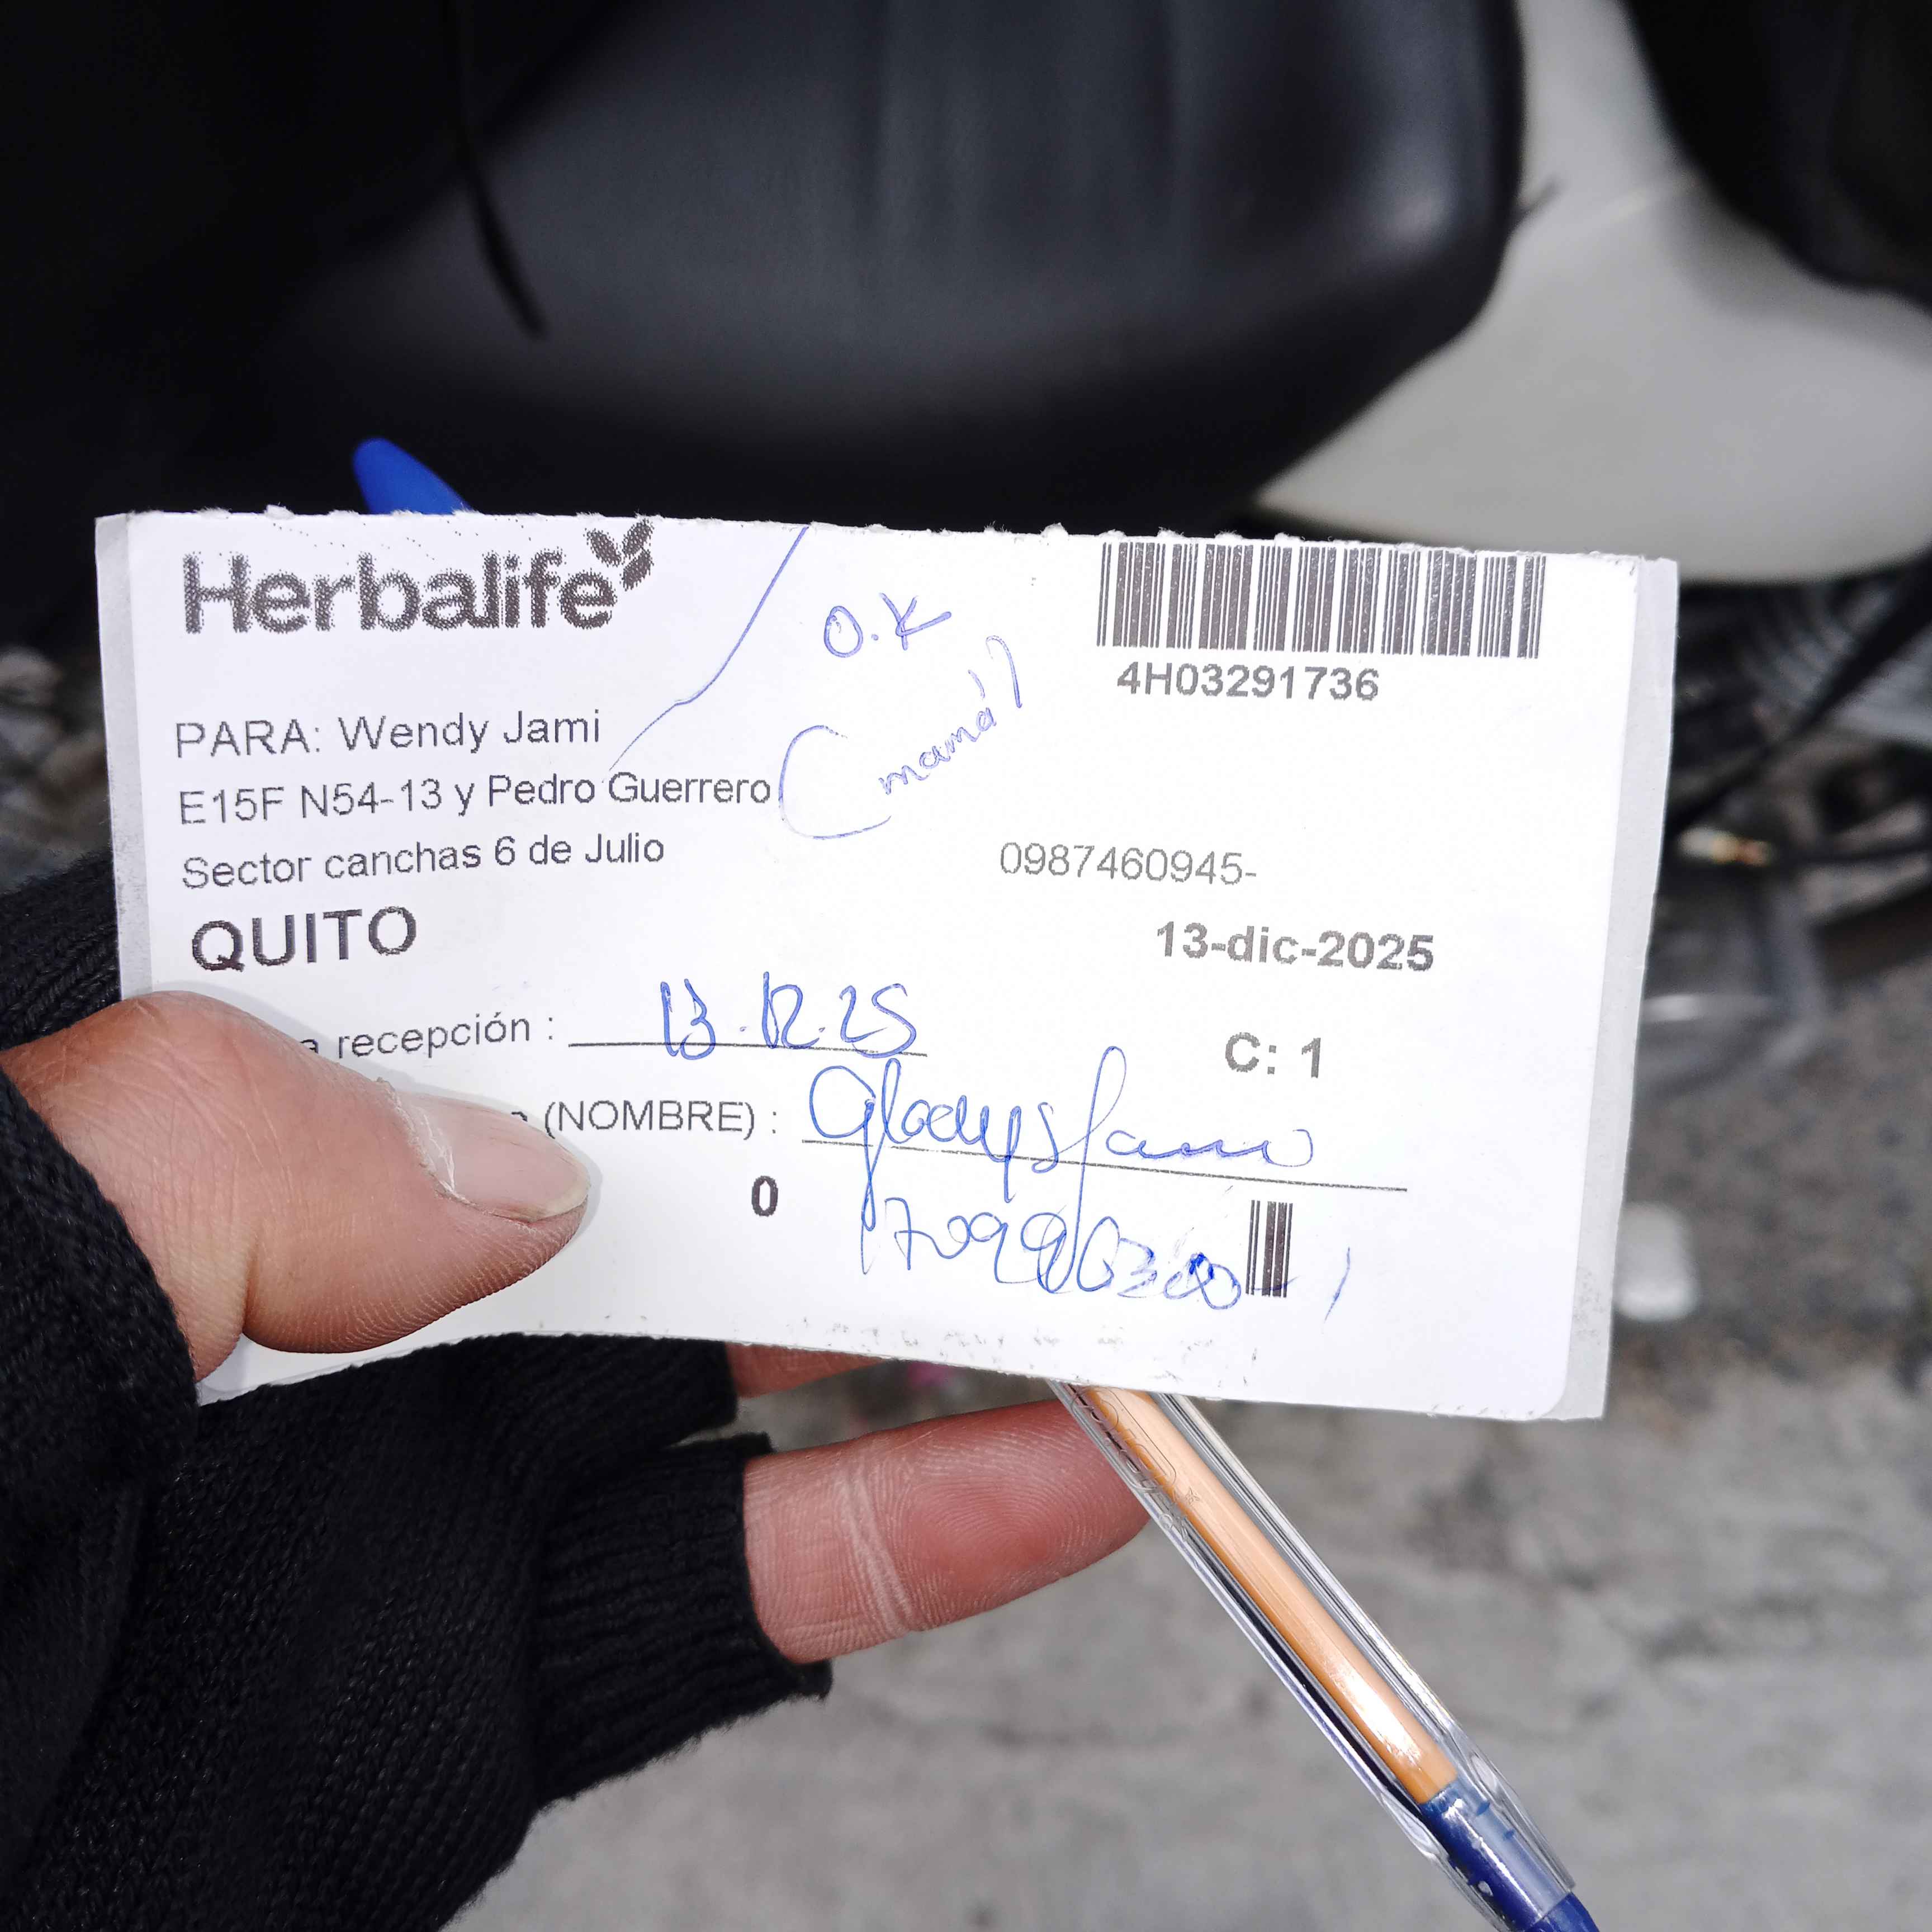 Herbalife
O.K
4H03291736
(mamá)
PARA: Wendy Jami
E15F N54-13 y Pedro Guerrero
Sector canchas 6 de Julio
0987460945-
QUITO
13-dic-2025
a recepción : 13.12.25
C: 1
(NOMBRE) : Gladys
0